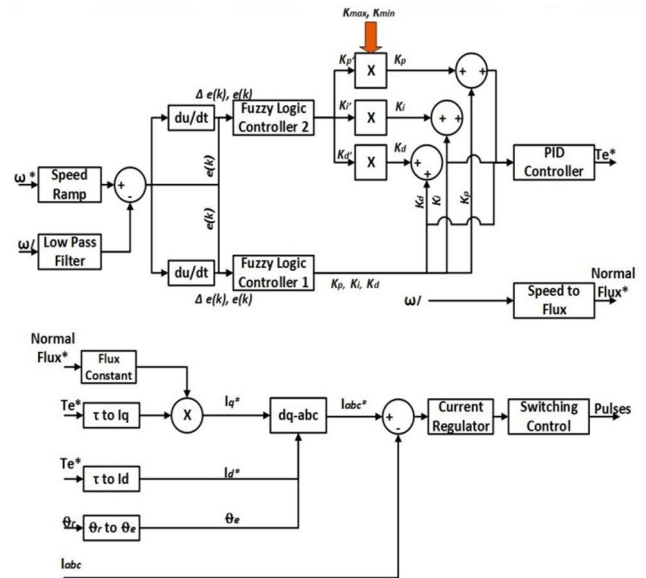 Kmax, Kmin
Kp' X Kp + +
Δ e(k), e(k)
du/dt Fuzzy Logic Controller 2
Ki' X Ki + +
Kd' X Kd + +
e(k)
PID Controller Te*
ω* Speed Ramp + -
e(k)
Kd Ki Kp
ω/ Low Pass Filter
du/dt Fuzzy Logic Controller 1
Kp, Ki, Kd
Δ e(k), e(k)
ω/ Speed to Flux Normal Flux*
Normal Flux* Flux Constant
Te* τ to Iq X Iq* dq-abc Iabc* + - Current Regulator Switching Control Pulses
Te* τ to Id Id*
θr θr to θe θe
Iabc